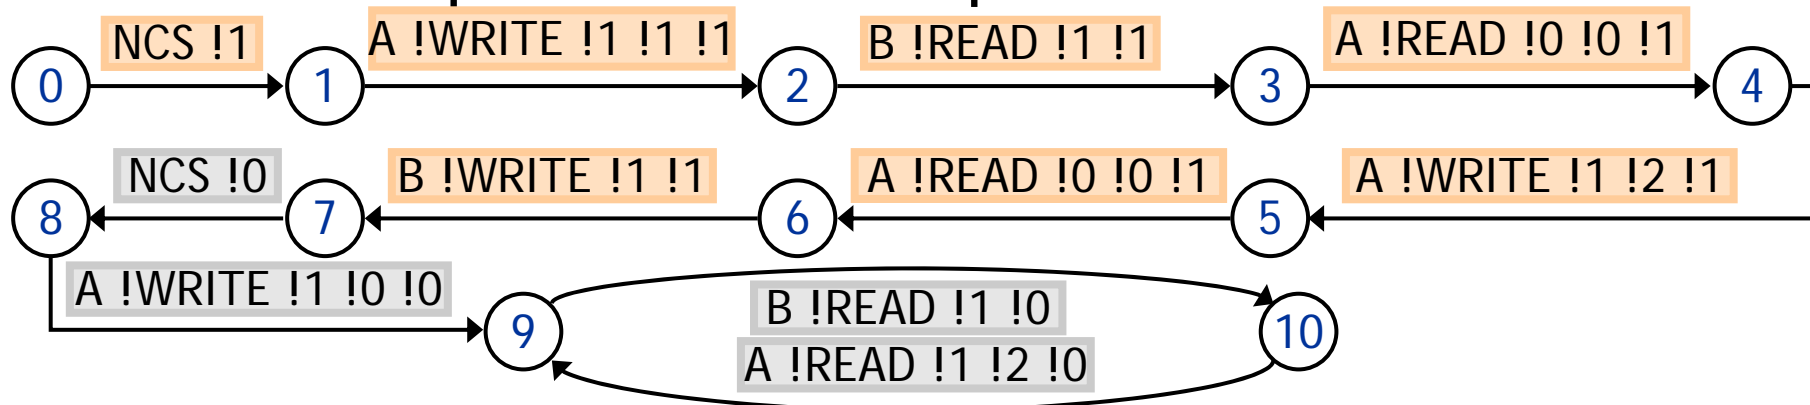 NCS !1
A !WRITE !1 !1 !1
B !READ !1 !1
A !READ !0 !0 !1
0
1
2
3
4
NCS !0
B !WRITE !1 !1
A !READ !0 !0 !1
A !WRITE !1 !2 !1
8
7
6
5
A !WRITE !1 !0 !0
9
B !READ !1 !0
10
A !READ !1 !2 !0